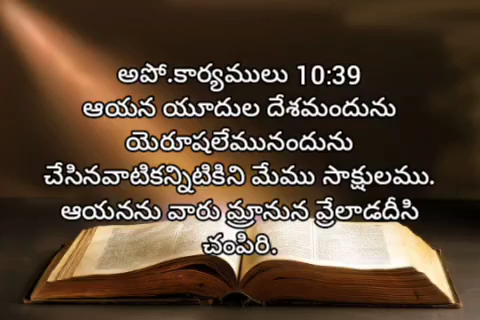 అపో.కార్యములు 10:39
ఆయన యూదుల దేశమందును
యెరూషలేమునందును
చేసినవాటికన్నిటికిని మేము సాక్షులము.
ఆయనను వారు మ్రానున వ్రేలాడదీసి
చంపిరి.